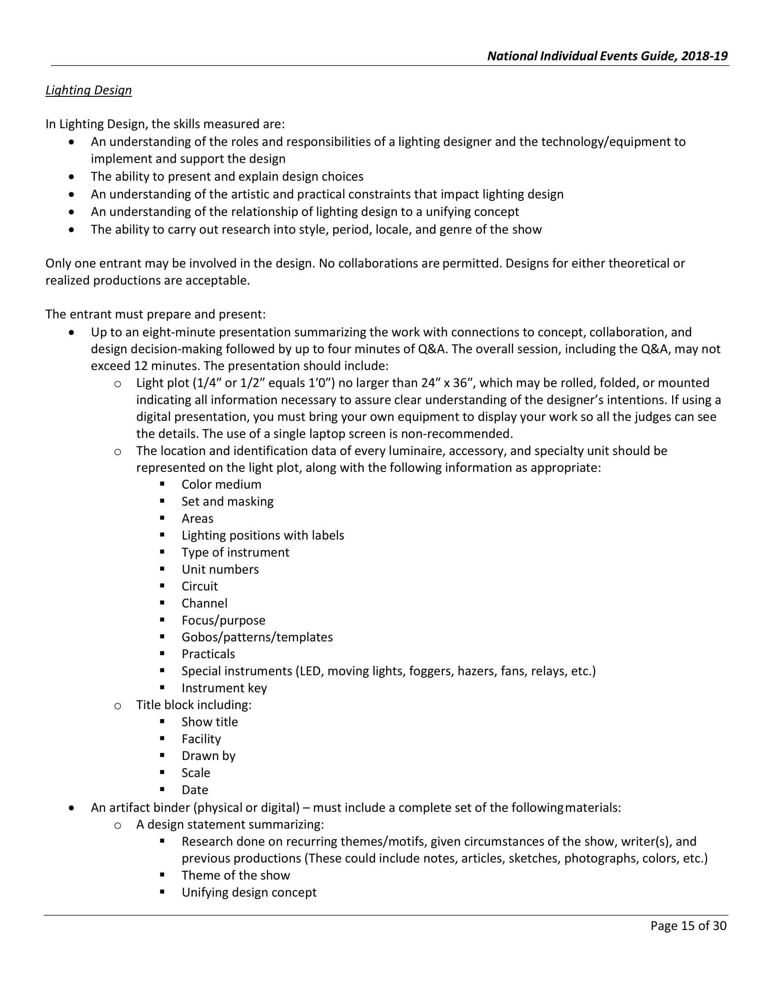 National Individual Events Guide, 2018-19
Lighting Design
In Lighting Design, the skills measured are:
• An understanding of the roles and responsibilities of a lighting designer and the technology/equipment to
implement and support the design
• The ability to present and explain design choices
• An understanding of the artistic and practical constraints that impact lighting design
• An understanding of the relationship of lighting design to a unifying concept
• The ability to carry out research into style, period, locale, and genre of the show
Only one entrant may be involved in the design. No collaborations are permitted. Designs for either theoretical or
realized productions are acceptable.
The entrant must prepare and present:
• Up to an eight-minute presentation summarizing the work with connections to concept, collaboration, and
design decision-making followed by up to four minutes of Q&A. The overall session, including the Q&A, may not
exceed 12 minutes. The presentation should include:
o Light plot (1/4″ or 1/2″ equals 1′0″) no larger than 24″ x 36″, which may be rolled, folded, or mounted
indicating all information necessary to assure clear understanding of the designer’s intentions. If using a
digital presentation, you must bring your own equipment to display your work so all the judges can see
the details. The use of a single laptop screen is non-recommended.
o The location and identification data of every luminaire, accessory, and specialty unit should be
represented on the light plot, along with the following information as appropriate:
▪ Color medium
▪ Set and masking
▪ Areas
▪ Lighting positions with labels
▪ Type of instrument
▪ Unit numbers
▪ Circuit
▪ Channel
▪ Focus/purpose
▪ Gobos/patterns/templates
▪ Practicals
▪ Special instruments (LED, moving lights, foggers, hazers, fans, relays, etc.)
▪ Instrument key
o Title block including:
▪ Show title
▪ Facility
▪ Drawn by
▪ Scale
▪ Date
• An artifact binder (physical or digital) – must include a complete set of the following materials:
o A design statement summarizing:
▪ Research done on recurring themes/motifs, given circumstances of the show, writer(s), and
previous productions (These could include notes, articles, sketches, photographs, colors, etc.)
▪ Theme of the show
▪ Unifying design concept
Page 15 of 30